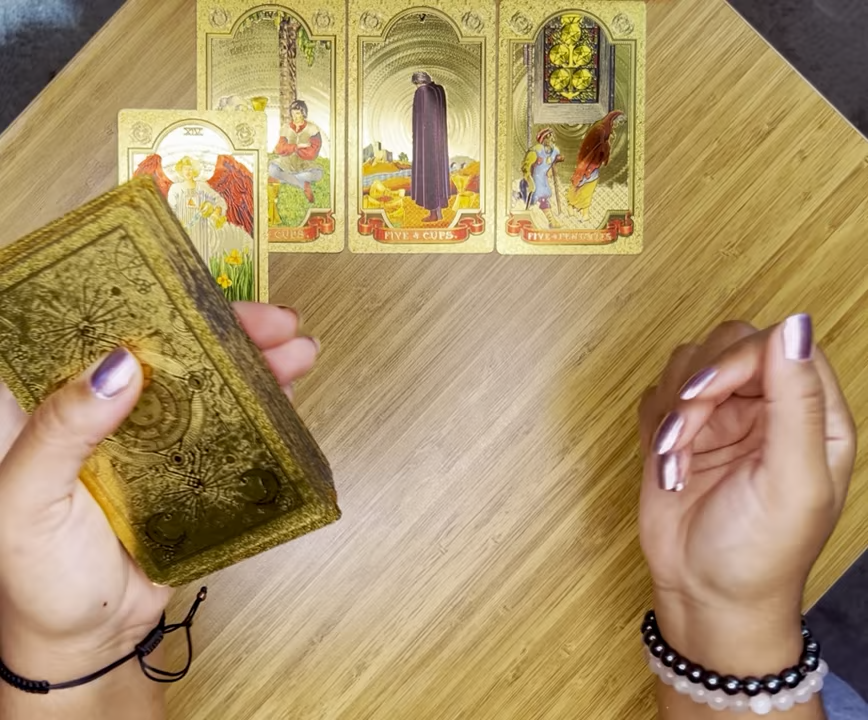 V
XIV
CUPS.
FIVE of CUPS.
FIVE of PENTACLES